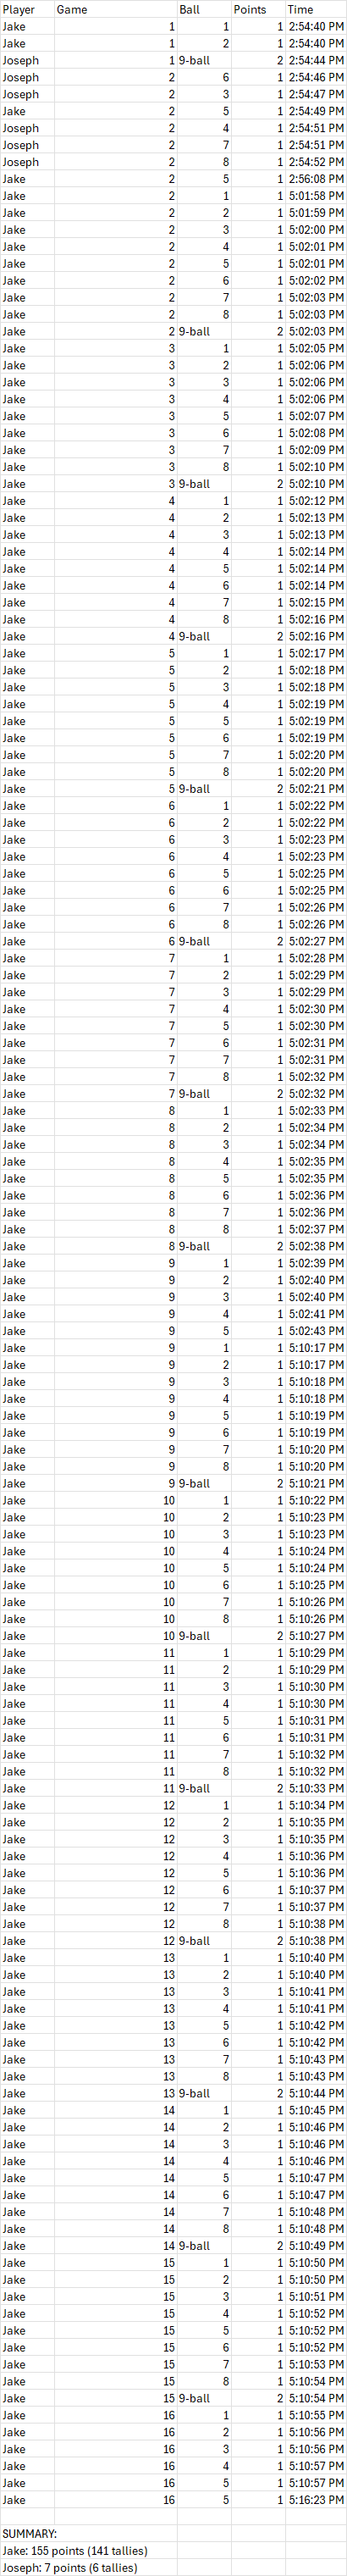 Player Game Ball Points Time
Jake 1 1 1 2:54:40 PM
Jake 1 2 1 2:54:40 PM
Joseph 1 9-ball 2 2:54:44 PM
Joseph 2 6 1 2:54:46 PM
Joseph 2 3 1 2:54:47 PM
Jake 2 5 1 2:54:49 PM
Joseph 2 4 1 2:54:51 PM
Joseph 2 7 1 2:54:51 PM
Joseph 2 8 1 2:54:52 PM
Jake 2 5 1 2:56:08 PM
Jake 2 1 1 5:01:58 PM
Jake 2 2 1 5:01:59 PM
Jake 2 3 1 5:02:00 PM
Jake 2 4 1 5:02:01 PM
Jake 2 5 1 5:02:01 PM
Jake 2 6 1 5:02:02 PM
Jake 2 7 1 5:02:03 PM
Jake 2 8 1 5:02:03 PM
Jake 2 9-ball 2 5:02:03 PM
Jake 3 1 1 5:02:05 PM
Jake 3 2 1 5:02:06 PM
Jake 3 3 1 5:02:06 PM
Jake 3 4 1 5:02:06 PM
Jake 3 5 1 5:02:07 PM
Jake 3 6 1 5:02:08 PM
Jake 3 7 1 5:02:09 PM
Jake 3 8 1 5:02:10 PM
Jake 3 9-ball 2 5:02:10 PM
Jake 4 1 1 5:02:12 PM
Jake 4 2 1 5:02:13 PM
Jake 4 3 1 5:02:13 PM
Jake 4 4 1 5:02:14 PM
Jake 4 5 1 5:02:14 PM
Jake 4 6 1 5:02:14 PM
Jake 4 7 1 5:02:15 PM
Jake 4 8 1 5:02:16 PM
Jake 4 9-ball 2 5:02:16 PM
Jake 5 1 1 5:02:17 PM
Jake 5 2 1 5:02:18 PM
Jake 5 3 1 5:02:18 PM
Jake 5 4 1 5:02:19 PM
Jake 5 5 1 5:02:19 PM
Jake 5 6 1 5:02:19 PM
Jake 5 7 1 5:02:20 PM
Jake 5 8 1 5:02:20 PM
Jake 5 9-ball 2 5:02:21 PM
Jake 6 1 1 5:02:22 PM
Jake 6 2 1 5:02:22 PM
Jake 6 3 1 5:02:23 PM
Jake 6 4 1 5:02:23 PM
Jake 6 5 1 5:02:25 PM
Jake 6 6 1 5:02:25 PM
Jake 6 7 1 5:02:26 PM
Jake 6 8 1 5:02:26 PM
Jake 6 9-ball 2 5:02:27 PM
Jake 7 1 1 5:02:28 PM
Jake 7 2 1 5:02:29 PM
Jake 7 3 1 5:02:29 PM
Jake 7 4 1 5:02:30 PM
Jake 7 5 1 5:02:30 PM
Jake 7 6 1 5:02:31 PM
Jake 7 7 1 5:02:31 PM
Jake 7 8 1 5:02:32 PM
Jake 7 9-ball 2 5:02:32 PM
Jake 8 1 1 5:02:33 PM
Jake 8 2 1 5:02:34 PM
Jake 8 3 1 5:02:34 PM
Jake 8 4 1 5:02:35 PM
Jake 8 5 1 5:02:35 PM
Jake 8 6 1 5:02:36 PM
Jake 8 7 1 5:02:36 PM
Jake 8 8 1 5:02:37 PM
Jake 8 9-ball 2 5:02:38 PM
Jake 9 1 1 5:02:39 PM
Jake 9 2 1 5:02:40 PM
Jake 9 3 1 5:02:40 PM
Jake 9 4 1 5:02:41 PM
Jake 9 5 1 5:02:43 PM
Jake 9 1 1 5:10:17 PM
Jake 9 2 1 5:10:17 PM
Jake 9 3 1 5:10:18 PM
Jake 9 4 1 5:10:18 PM
Jake 9 5 1 5:10:19 PM
Jake 9 6 1 5:10:19 PM
Jake 9 7 1 5:10:20 PM
Jake 9 8 1 5:10:20 PM
Jake 9 9-ball 2 5:10:21 PM
Jake 10 1 1 5:10:22 PM
Jake 10 2 1 5:10:23 PM
Jake 10 3 1 5:10:23 PM
Jake 10 4 1 5:10:24 PM
Jake 10 5 1 5:10:24 PM
Jake 10 6 1 5:10:25 PM
Jake 10 7 1 5:10:26 PM
Jake 10 8 1 5:10:26 PM
Jake 10 9-ball 2 5:10:27 PM
Jake 11 1 1 5:10:29 PM
Jake 11 2 1 5:10:29 PM
Jake 11 3 1 5:10:30 PM
Jake 11 4 1 5:10:30 PM
Jake 11 5 1 5:10:31 PM
Jake 11 6 1 5:10:31 PM
Jake 11 7 1 5:10:32 PM
Jake 11 8 1 5:10:32 PM
Jake 11 9-ball 2 5:10:33 PM
Jake 12 1 1 5:10:34 PM
Jake 12 2 1 5:10:35 PM
Jake 12 3 1 5:10:35 PM
Jake 12 4 1 5:10:36 PM
Jake 12 5 1 5:10:36 PM
Jake 12 6 1 5:10:37 PM
Jake 12 7 1 5:10:37 PM
Jake 12 8 1 5:10:38 PM
Jake 12 9-ball 2 5:10:38 PM
Jake 13 1 1 5:10:40 PM
Jake 13 2 1 5:10:40 PM
Jake 13 3 1 5:10:41 PM
Jake 13 4 1 5:10:41 PM
Jake 13 5 1 5:10:42 PM
Jake 13 6 1 5:10:42 PM
Jake 13 7 1 5:10:43 PM
Jake 13 8 1 5:10:43 PM
Jake 13 9-ball 2 5:10:44 PM
Jake 14 1 1 5:10:45 PM
Jake 14 2 1 5:10:46 PM
Jake 14 3 1 5:10:46 PM
Jake 14 4 1 5:10:46 PM
Jake 14 5 1 5:10:47 PM
Jake 14 6 1 5:10:47 PM
Jake 14 7 1 5:10:48 PM
Jake 14 8 1 5:10:48 PM
Jake 14 9-ball 2 5:10:49 PM
Jake 15 1 1 5:10:50 PM
Jake 15 2 1 5:10:50 PM
Jake 15 3 1 5:10:51 PM
Jake 15 4 1 5:10:52 PM
Jake 15 5 1 5:10:52 PM
Jake 15 6 1 5:10:52 PM
Jake 15 7 1 5:10:53 PM
Jake 15 8 1 5:10:54 PM
Jake 15 9-ball 2 5:10:54 PM
Jake 16 1 1 5:10:55 PM
Jake 16 2 1 5:10:56 PM
Jake 16 3 1 5:10:56 PM
Jake 16 4 1 5:10:57 PM
Jake 16 5 1 5:10:57 PM
Jake 16 5 1 5:16:23 PM
SUMMARY:
Jake: 155 points (141 tallies)
Joseph: 7 points (6 tallies)